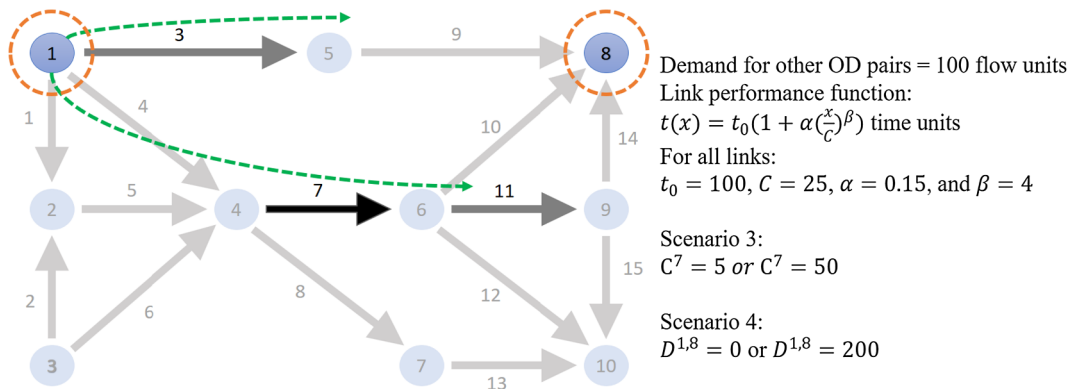 3
9
1
5
8
Demand for other OD pairs = 100 flow units
Link performance function:
t(x) = t₀(1 + α(x/C)^β) time units
For all links:
t₀ = 100, C = 25, α = 0.15, and β = 4
1
4
10
14
5
7
11
2
4
6
9
Scenario 3:
C⁷ = 5 or C⁷ = 50
2
6
8
12
15
Scenario 4:
D¹,⁸ = 0 or D¹,⁸ = 200
3
7
10
13